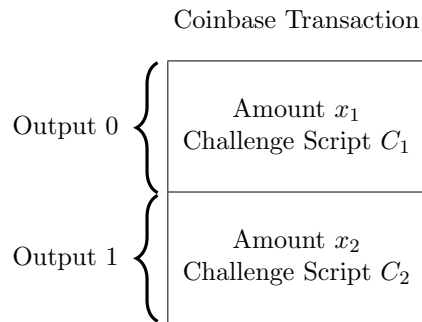 Coinbase Transaction
Output 0
Amount x₁
Challenge Script C₁
Output 1
Amount x₂
Challenge Script C₂